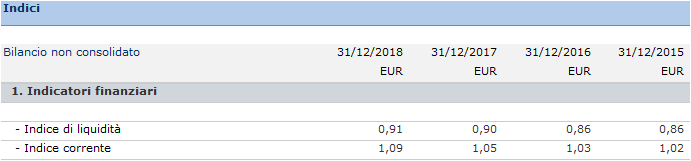 Indici
Bilancio non consolidato 31/12/2018 31/12/2017 31/12/2016 31/12/2015
EUR EUR EUR EUR
1. Indicatori finanziari
- Indice di liquidità 0,91 0,90 0,86 0,86
- Indice corrente 1,09 1,05 1,03 1,02